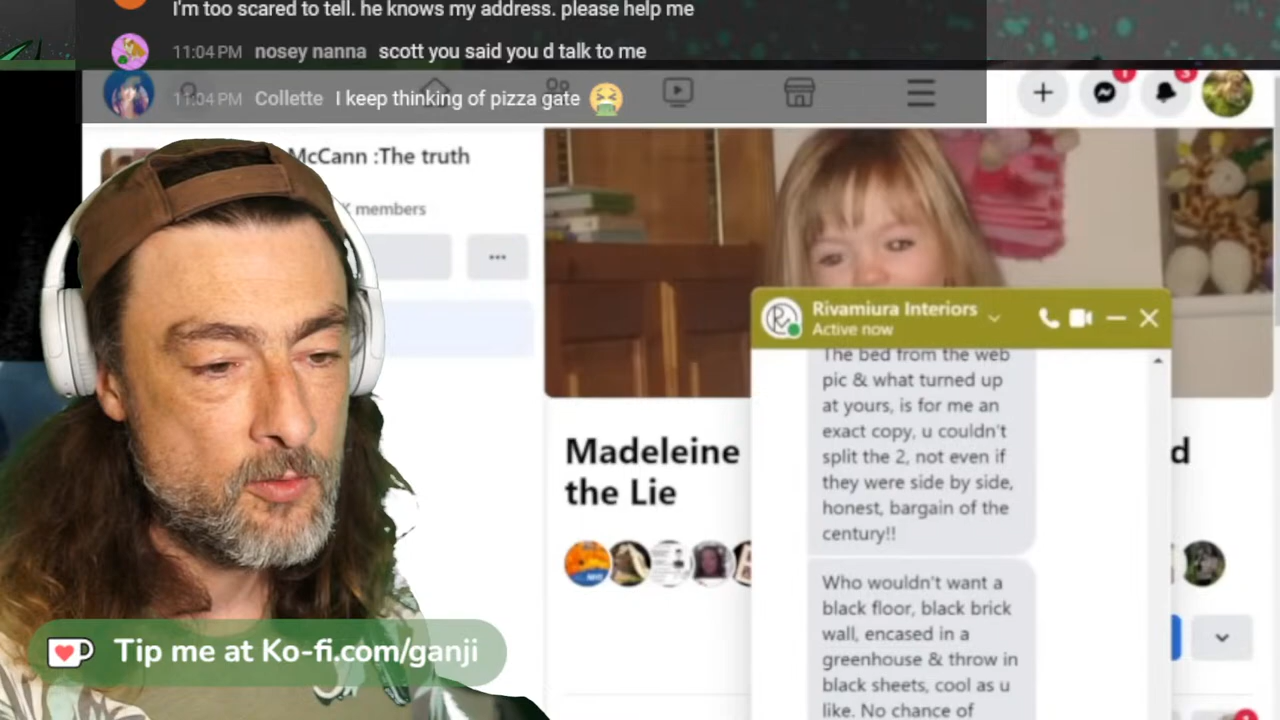 I'm too scared to tell. he knows my address. please help me
11:04 PM nosey nanna scott you said you d talk to me
11:04 PM Collette I keep thinking of pizza gate 🤮
McCann :The truth
members
Rivamiura Interiors
Active now
The bed from the web
pic & what turned up
at yours, is for me an
exact copy, u couldn't
split the 2, not even if
they were side by side,
honest, bargain of the
century!!
Madeleine
the Lie
Who wouldn't want a
black floor, black brick
wall, encased in a
greenhouse & throw in
black sheets, cool as u
like. No chance of
Tip me at Ko-fi.com/ganji